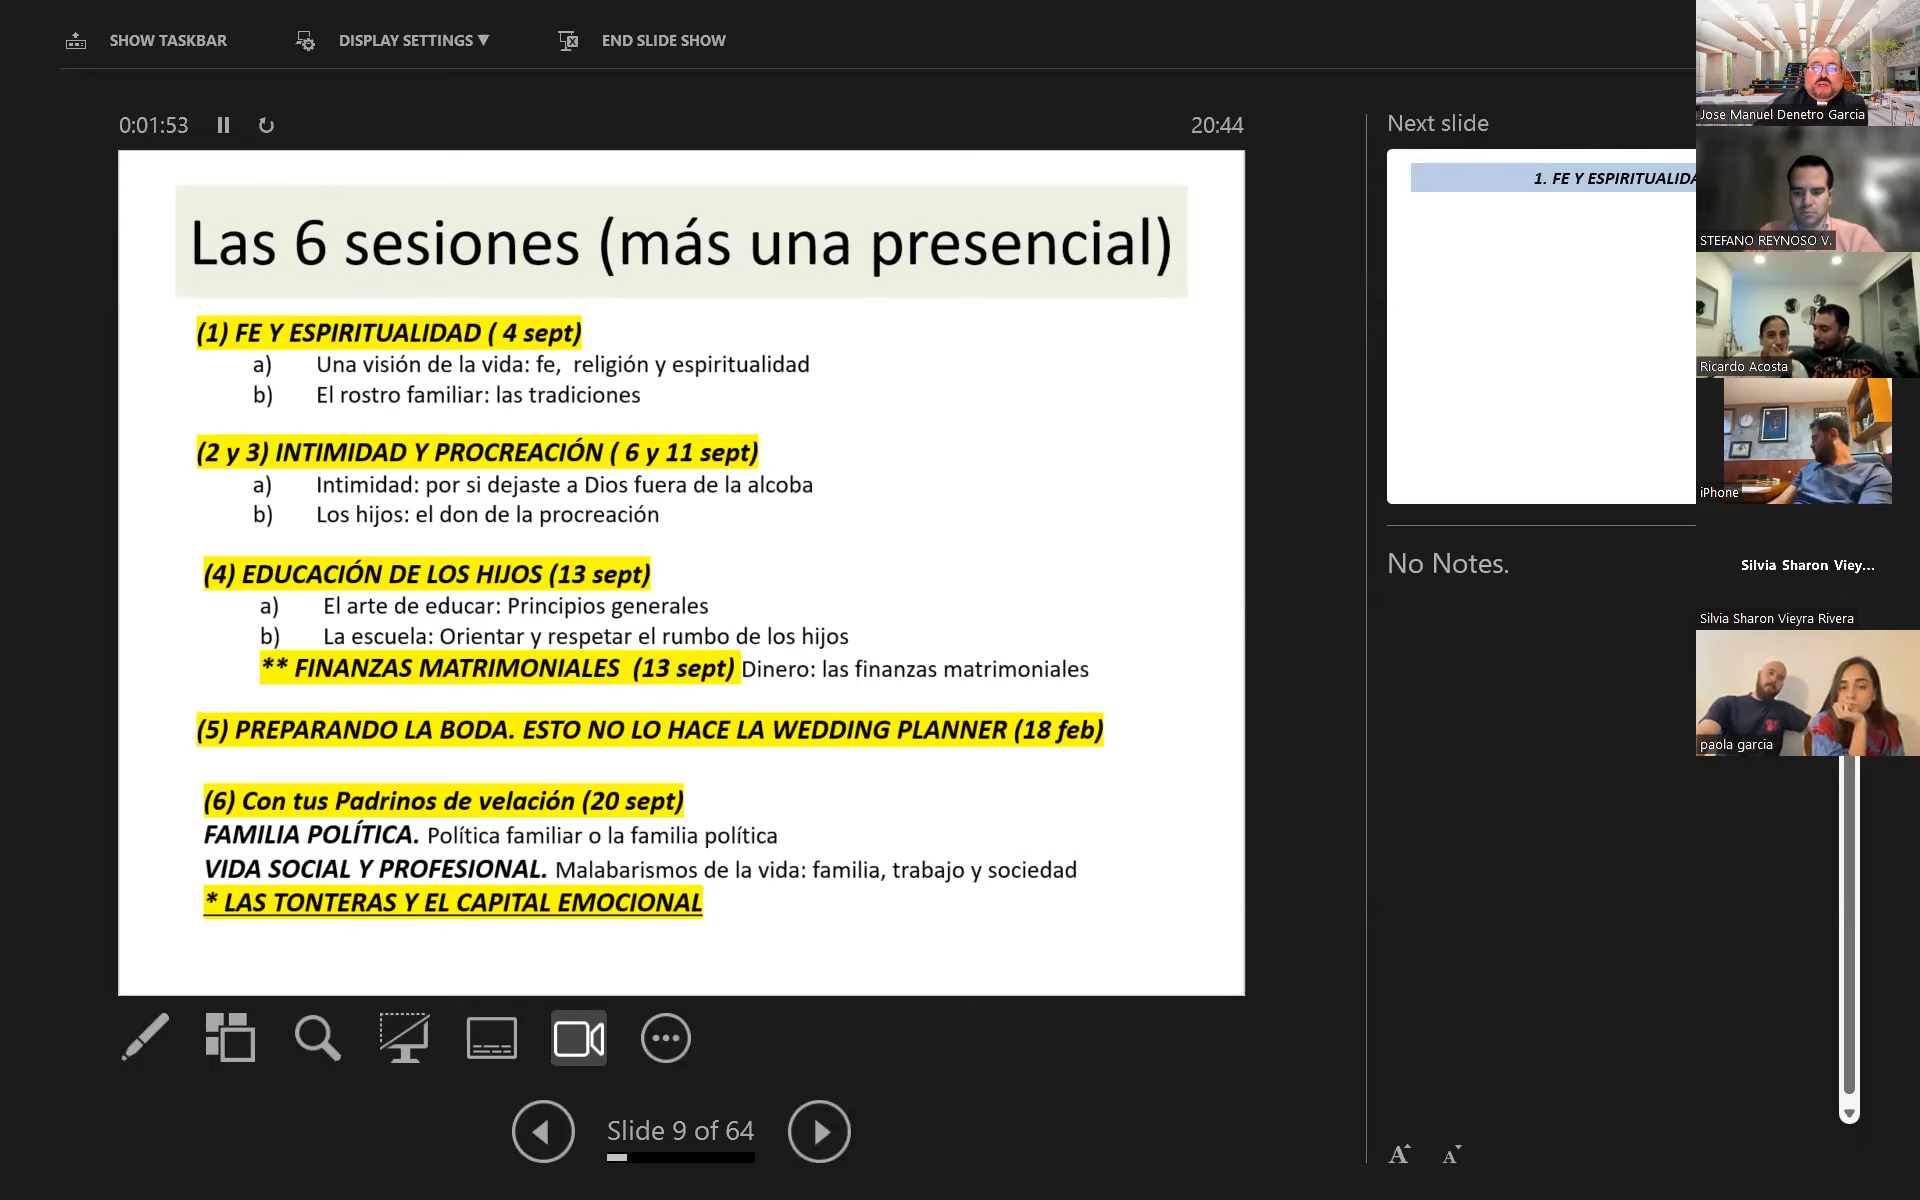 SHOW TASKBAR
DISPLAY SETTINGS ▼
END SLIDE SHOW
0:01:53
20:44
Las 6 sesiones (más una presencial)
(1) FE Y ESPIRITUALIDAD ( 4 sept)
a) Una visión de la vida: fe, religión y espiritualidad
b) El rostro familiar: las tradiciones
(2 y 3) INTIMIDAD Y PROCREACIÓN ( 6 y 11 sept)
a) Intimidad: por si dejaste a Dios fuera de la alcoba
b) Los hijos: el don de la procreación
(4) EDUCACIÓN DE LOS HIJOS (13 sept)
a) El arte de educar: Principios generales
b) La escuela: Orientar y respetar el rumbo de los hijos
** FINANZAS MATRIMONIALES (13 sept) Dinero: las finanzas matrimoniales
(5) PREPARANDO LA BODA. ESTO NO LO HACE LA WEDDING PLANNER (18 feb)
(6) Con tus Padrinos de velación (20 sept)
FAMILIA POLÍTICA. Política familiar o la familia política
VIDA SOCIAL Y PROFESIONAL. Malabarismos de la vida: familia, trabajo y sociedad
* LAS TONTERAS Y EL CAPITAL EMOCIONAL
Slide 9 of 64
Next slide
1. FE Y ESPIRITUALIDA
No Notes.
A A
Jose Manuel Denetro Garcia
STEFANO REYNOSO V.
Ricardo Acosta
iPhone
Silvia Sharon Viey...
Silvia Sharon Vieyra Rivera
paola garcia